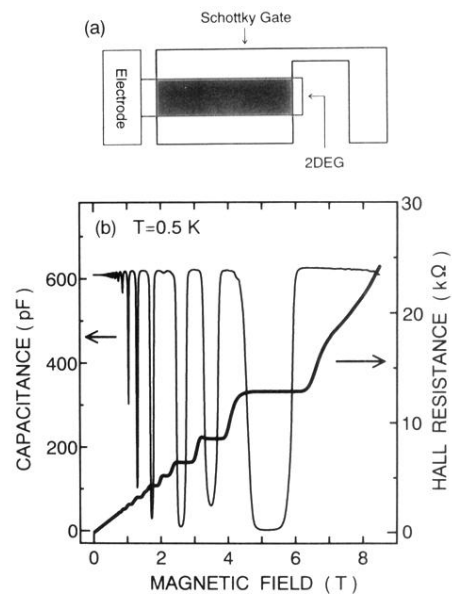 (a)
Schottky Gate
Electrode
2DEG
(b) T=0.5 K
CAPACITANCE (pF)
600
400
200
0
30
20
10
0
HALL RESISTANCE (kΩ)
0 2 4 6 8
MAGNETIC FIELD (T)